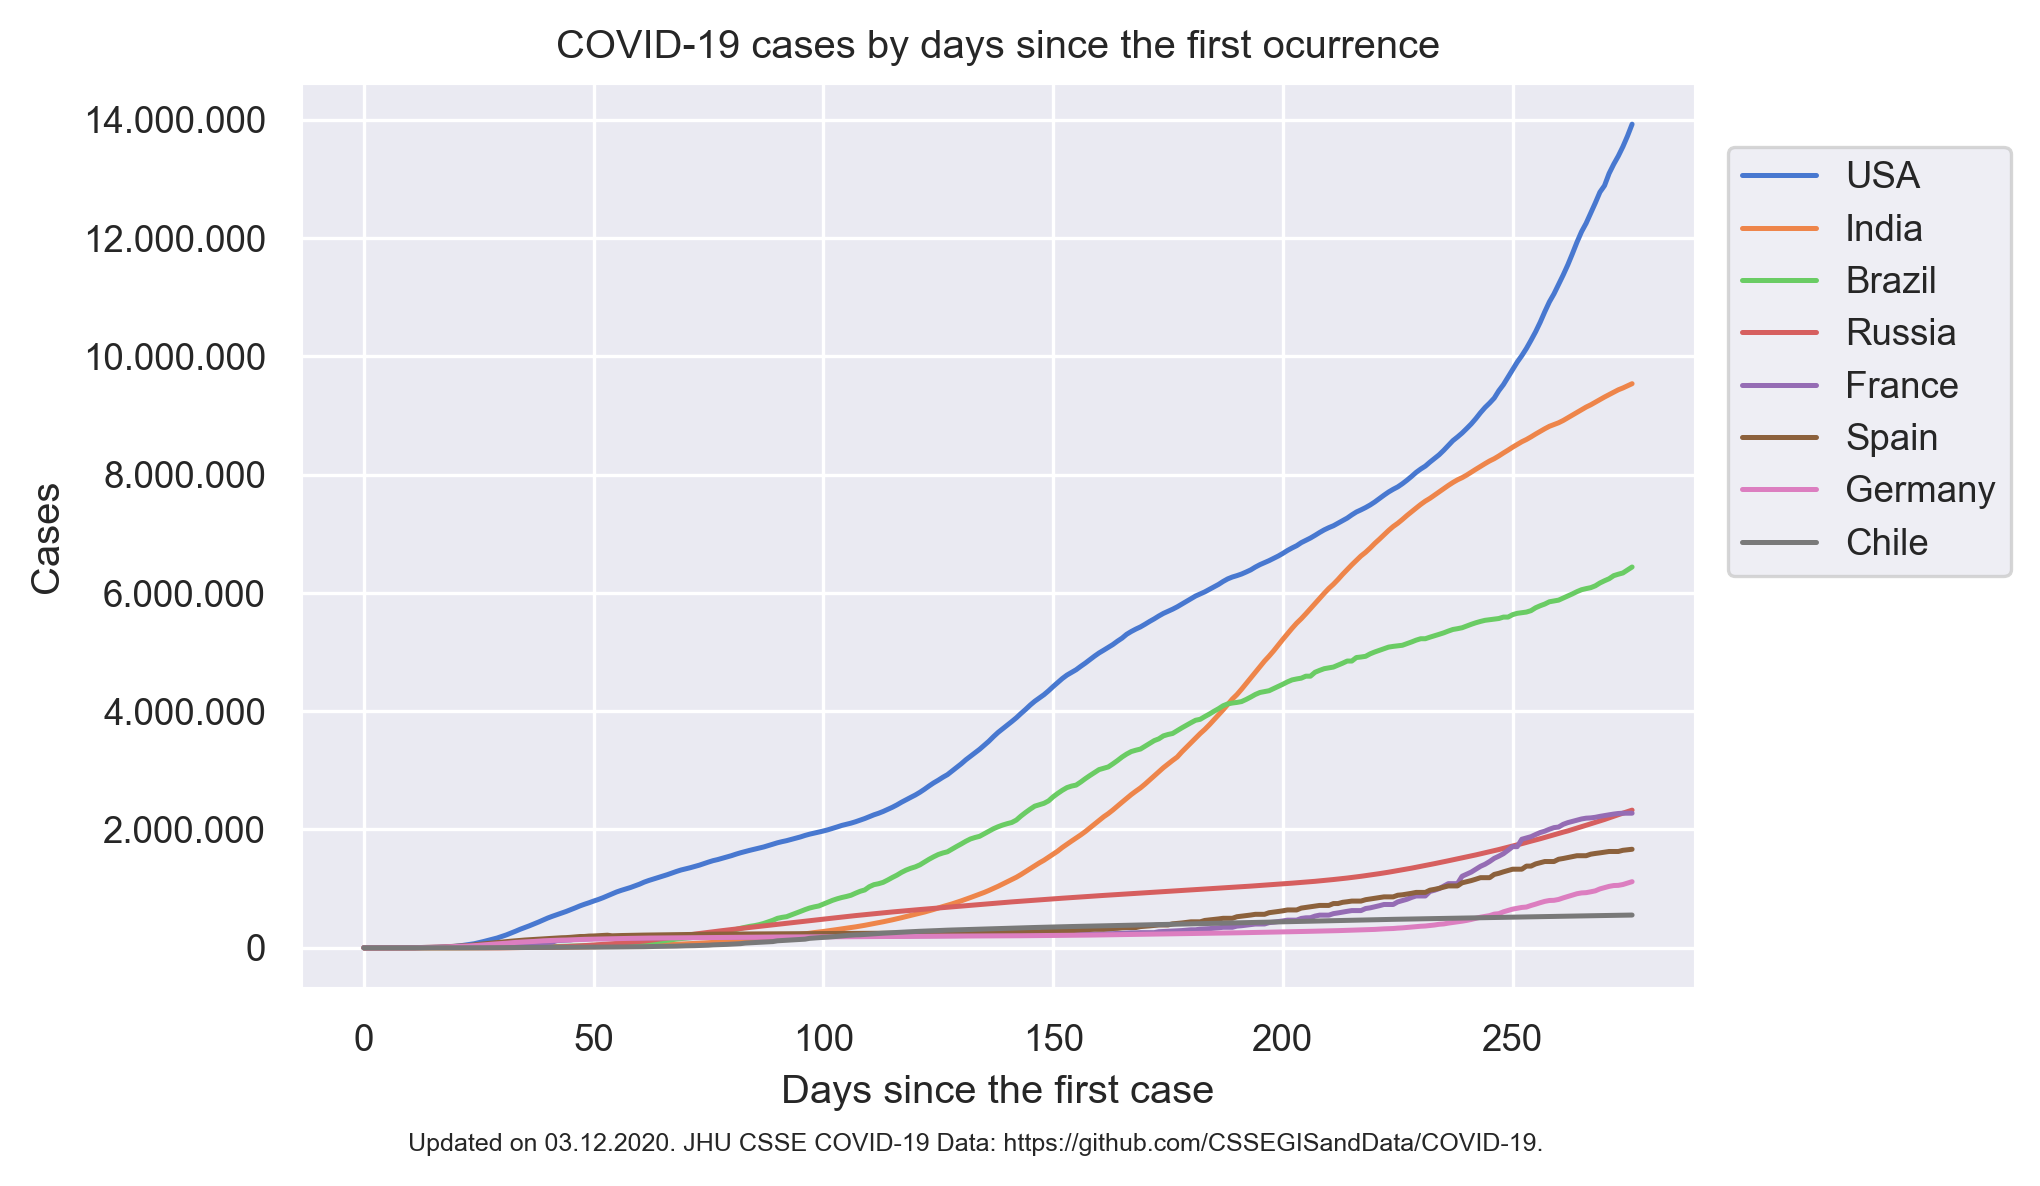 COVID-19 cases by days since the first ocurrence
14.000.000
12.000.000
10.000.000
8.000.000
6.000.000
4.000.000
2.000.000
0
Cases
0 50 100 150 200 250
Days since the first case
USA
India
Brazil
Russia
France
Spain
Germany
Chile
Updated on 03.12.2020. JHU CSSE COVID-19 Data: https://github.com/CSSEGISandData/COVID-19.